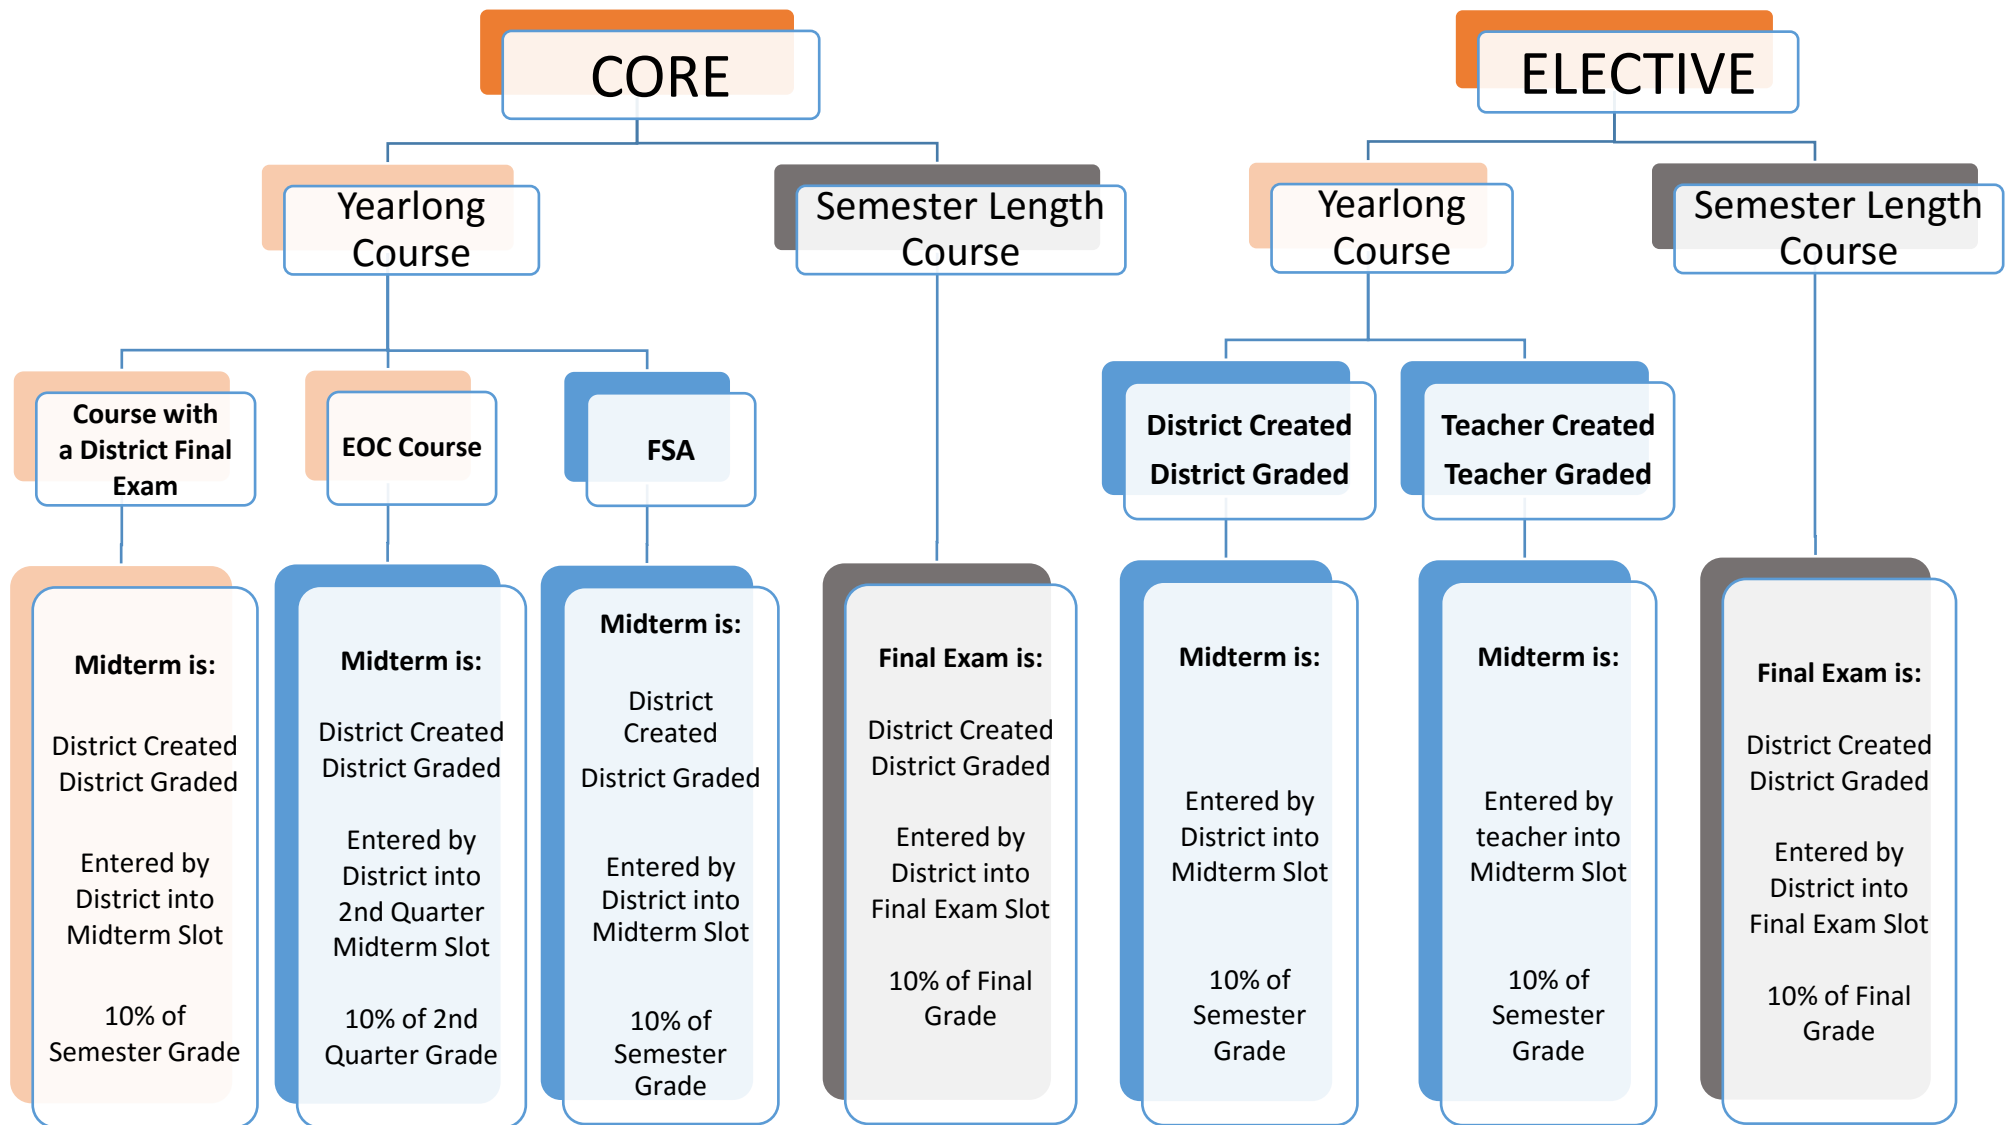 CORE
ELECTIVE
Yearlong
Course
Semester Length
Course
Yearlong
Course
Semester Length
Course
Course with
a District Final
Exam
EOC Course
FSA
District Created
District Graded
Teacher Created
Teacher Graded
Midterm is:
District Created
District Graded
Entered by
District into
Midterm Slot
10% of
Semester Grade
Midterm is:
District Created
District Graded
Entered by
District into
2nd Quarter
Midterm Slot
10% of 2nd
Quarter Grade
Midterm is:
District
Created
District Graded
Entered by
District into
Midterm Slot
10% of
Semester
Grade
Final Exam is:
District Created
District Graded
Entered by
District into
Final Exam Slot
10% of Final
Grade
Midterm is:
Entered by
District into
Midterm Slot
10% of
Semester
Grade
Midterm is:
Entered by
teacher into
Midterm Slot
10% of
Semester
Grade
Final Exam is:
District Created
District Graded
Entered by
District into
Final Exam Slot
10% of Final
Grade